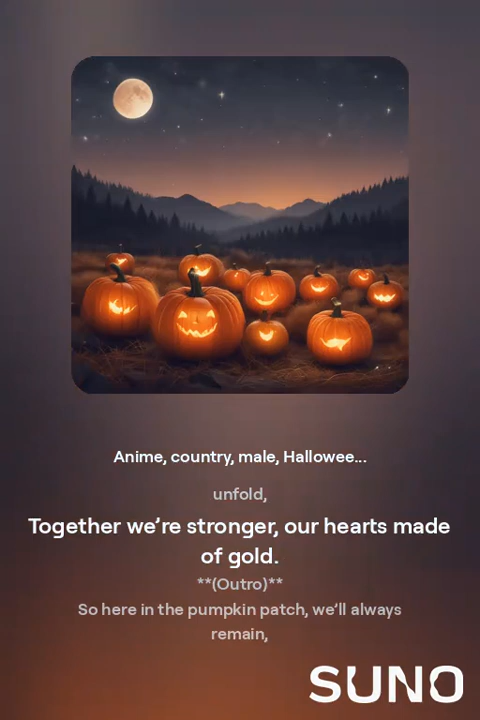 Anime, country, male, Hallowee...
unfold,
Together we’re stronger, our hearts made
of gold.
**(Outro)**
So here in the pumpkin patch, we’ll always
remain,
SUNO